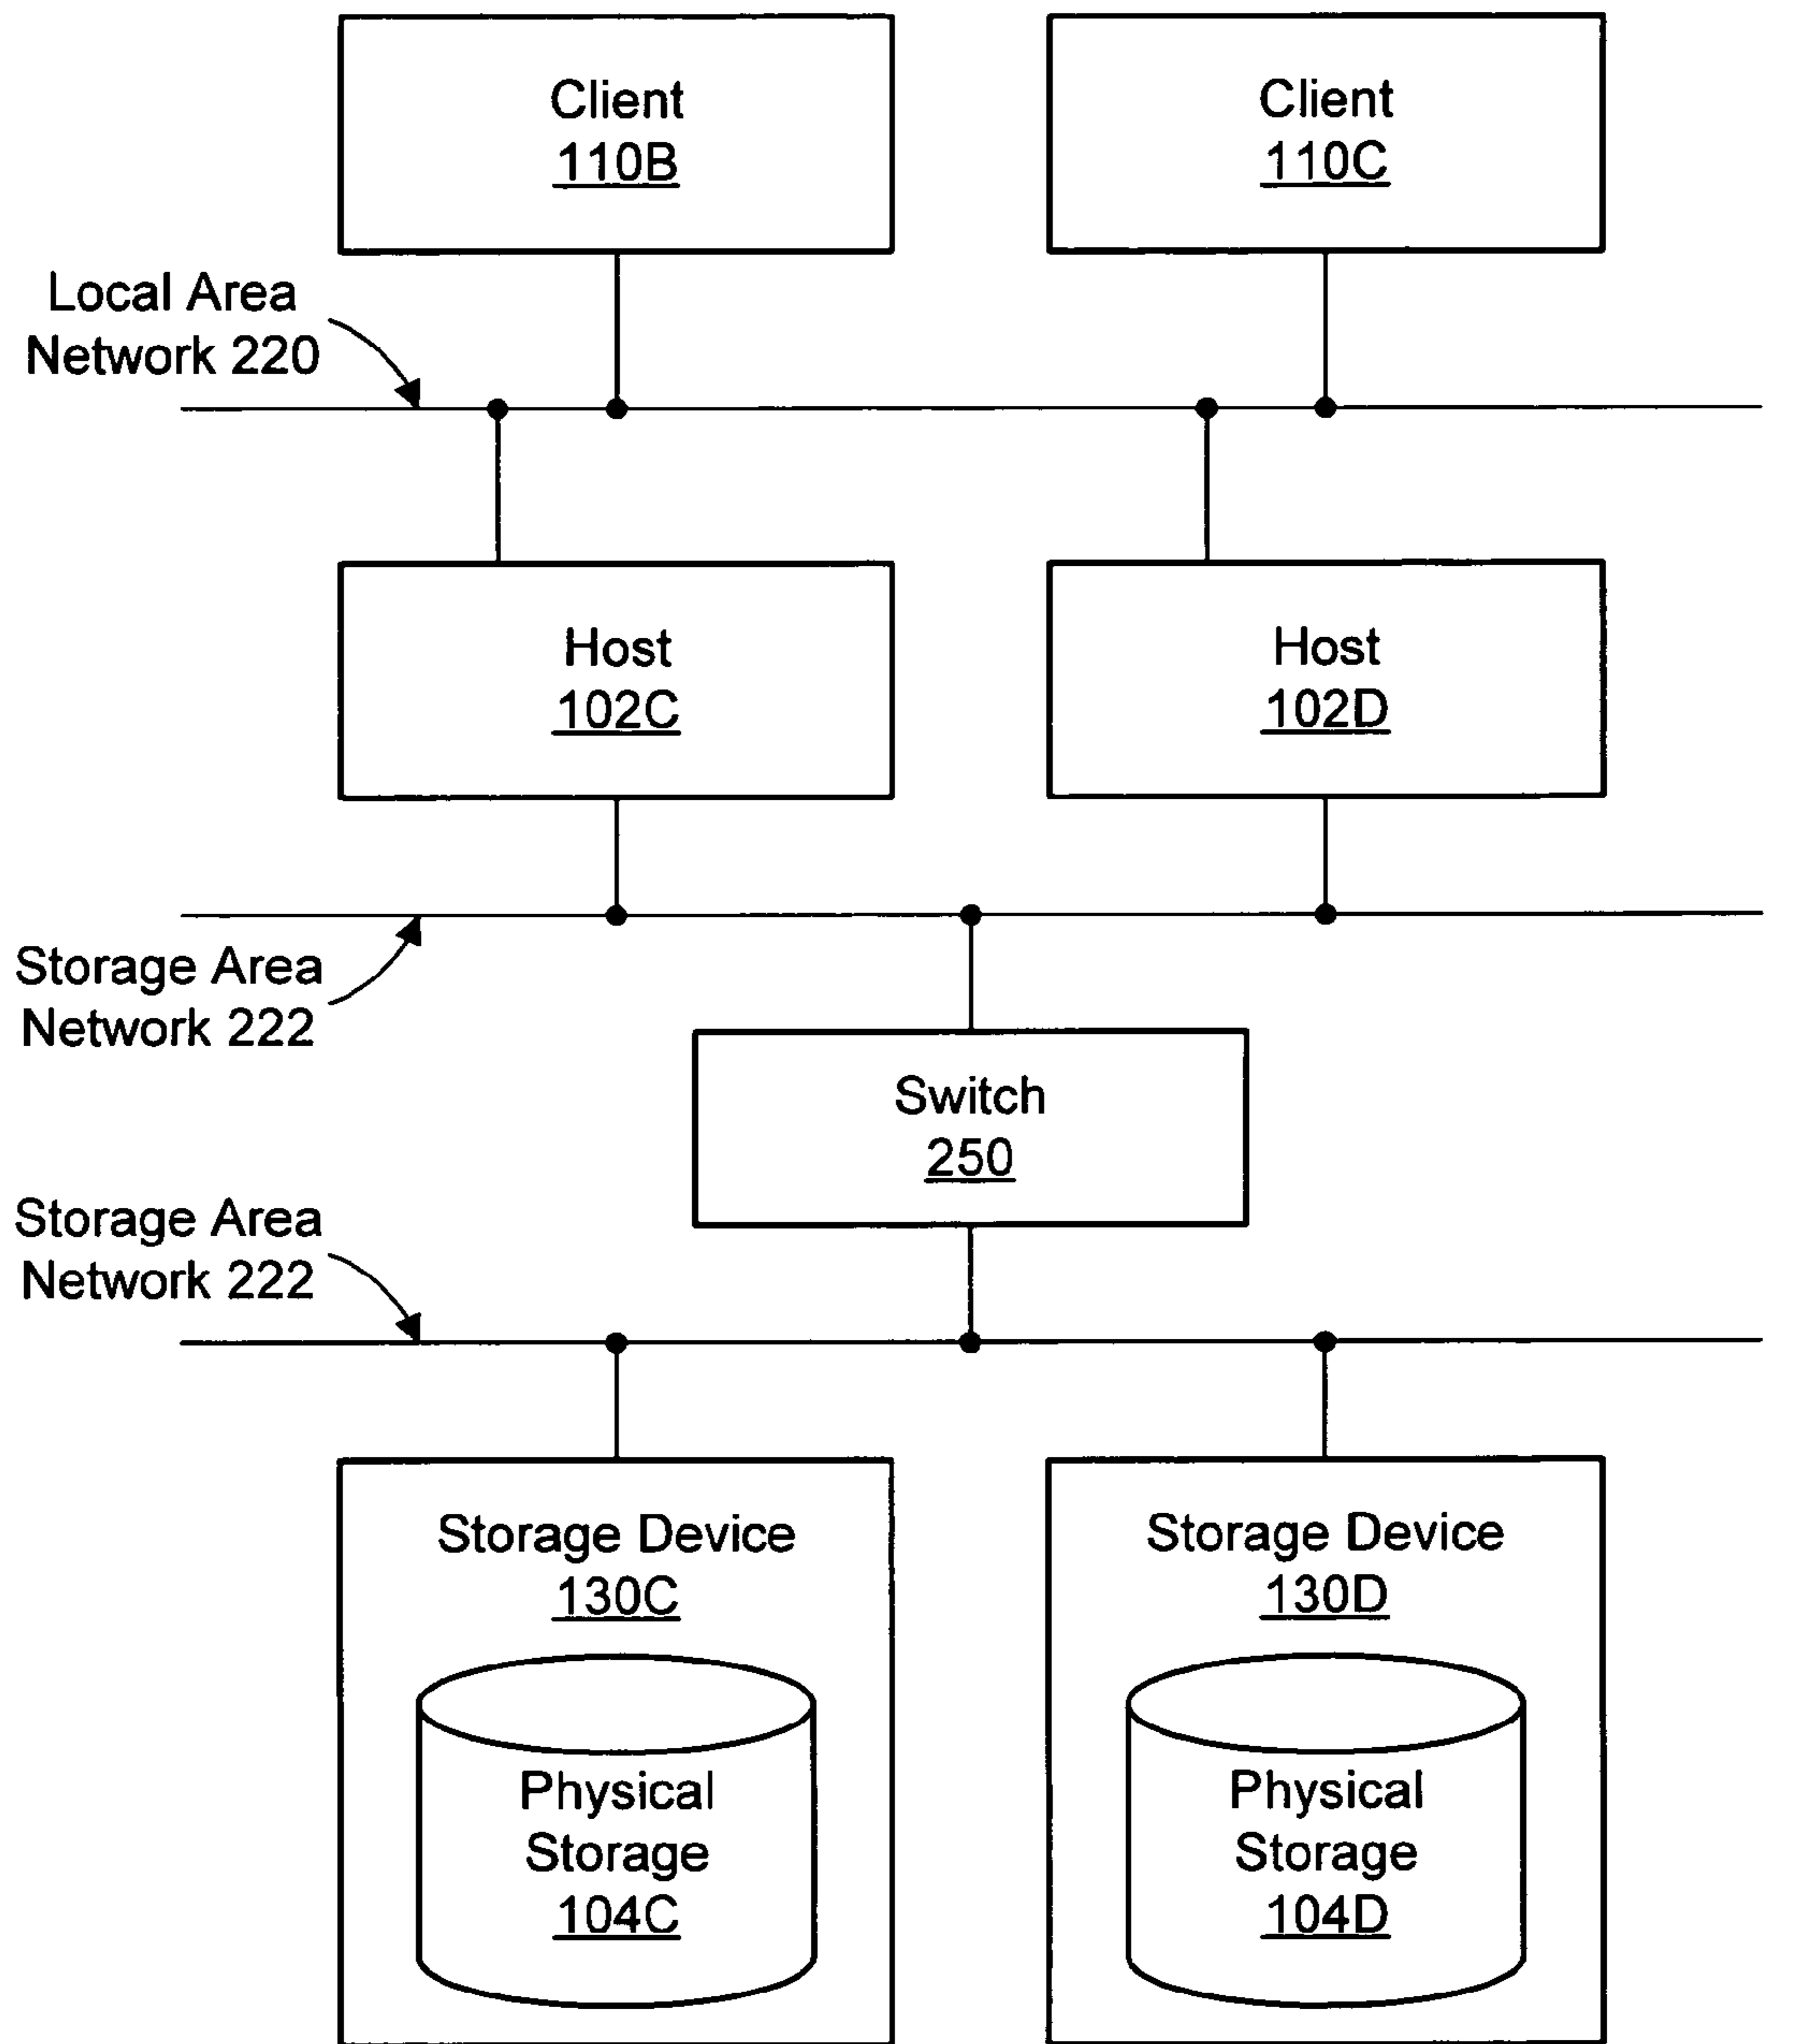 Client
110B
Client
110C
Local Area
Network 220
Host
102C
Host
102D
Storage Area
Network 222
Switch
250
Storage Area
Network 222
Storage Device
130C
Storage Device
130D
Physical
Storage
104C
Physical
Storage
104D